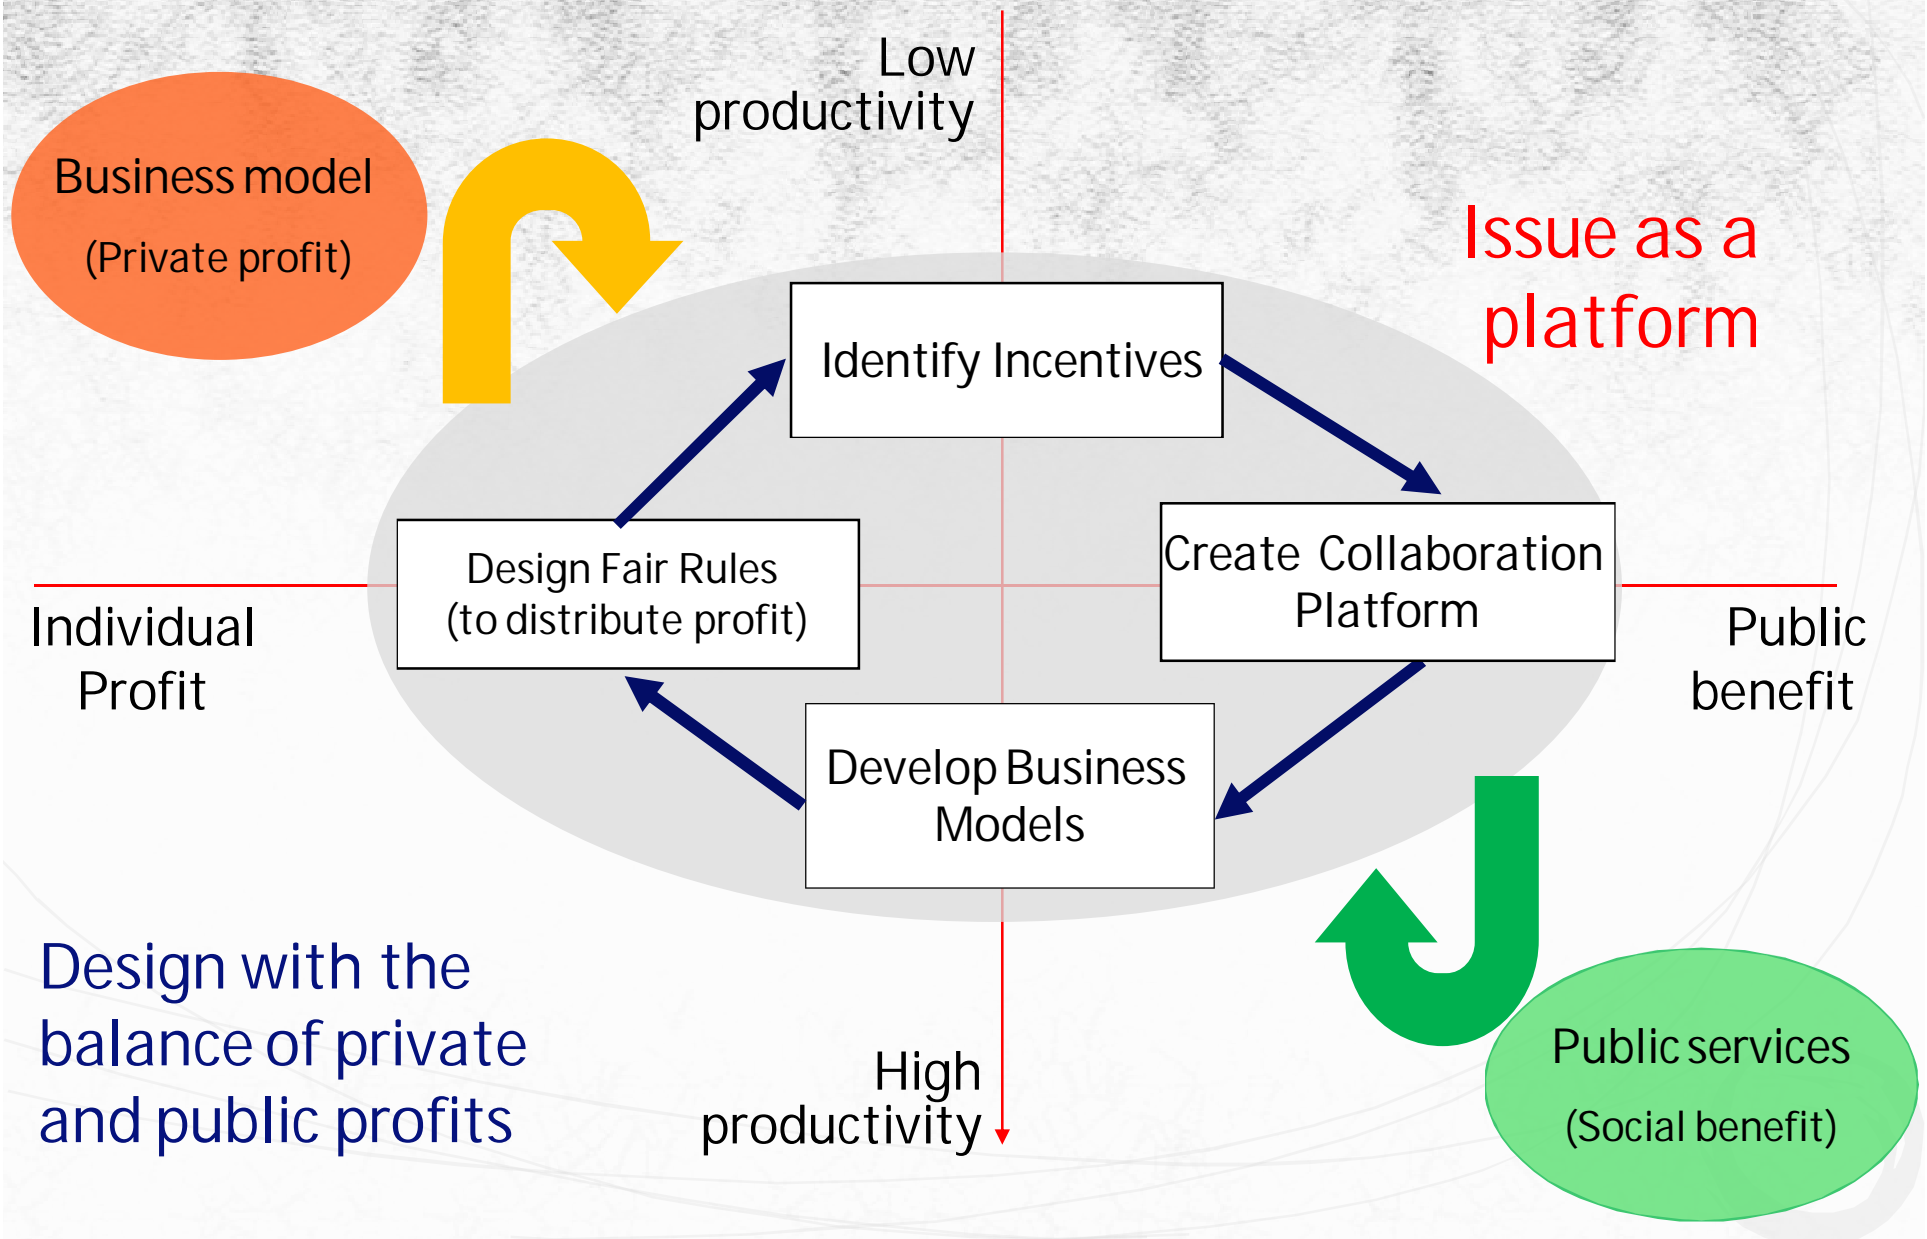 Low
productivity
Business model
(Private profit)
Issue as a
platform
Identify Incentives
Design Fair Rules
(to distribute profit)
Create Collaboration
Platform
Individual
Profit
Public
benefit
Develop Business
Models
Design with the
balance of private
and public profits
High
productivity
Public services
(Social benefit)